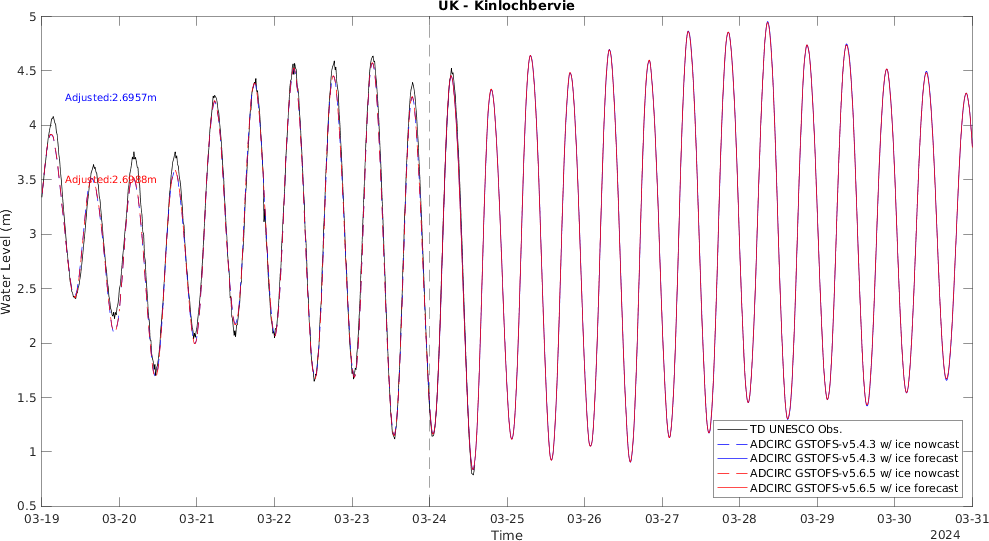 UK - Kinlochbervie
5
4.5
4
3.5
3
2.5
2
1.5
1
0.5
Water Level (m)
Adjusted:2.6957m
Adjusted:2.6988m
TD UNESCO Obs.
ADCIRC GSTOFS-v5.4.3 w/ ice nowcast
ADCIRC GSTOFS-v5.4.3 w/ ice forecast
ADCIRC GSTOFS-v5.6.5 w/ ice nowcast
ADCIRC GSTOFS-v5.6.5 w/ ice forecast
03-19 03-20 03-21 03-22 03-23 03-24 03-25 03-26 03-27 03-28 03-29 03-30 03-31
Time
2024